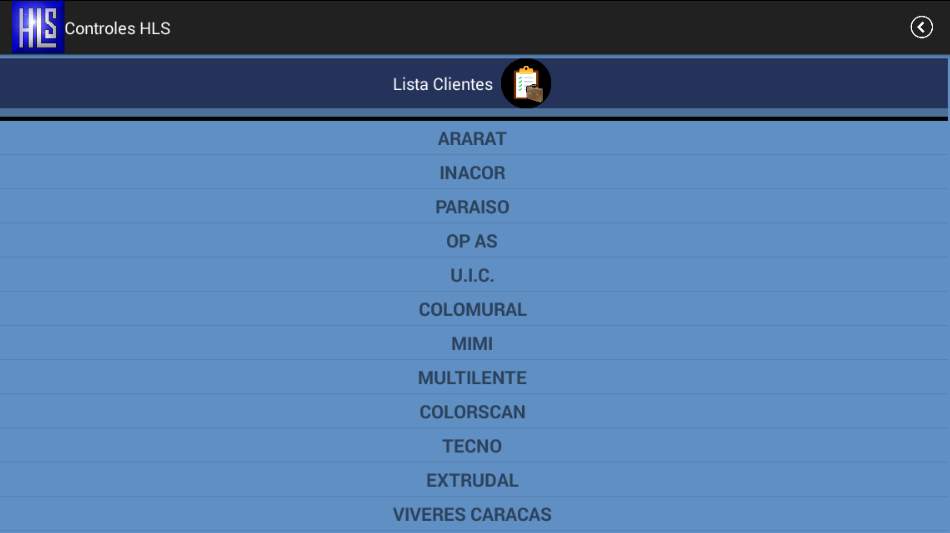 HLS Controles HLS
Lista Clientes
ARARAT
INACOR
PARAISO
OP AS
U.I.C.
COLOMURAL
MIMI
MULTILENTE
COLORSCAN
TECNO
EXTRUDAL
VIVERES CARACAS